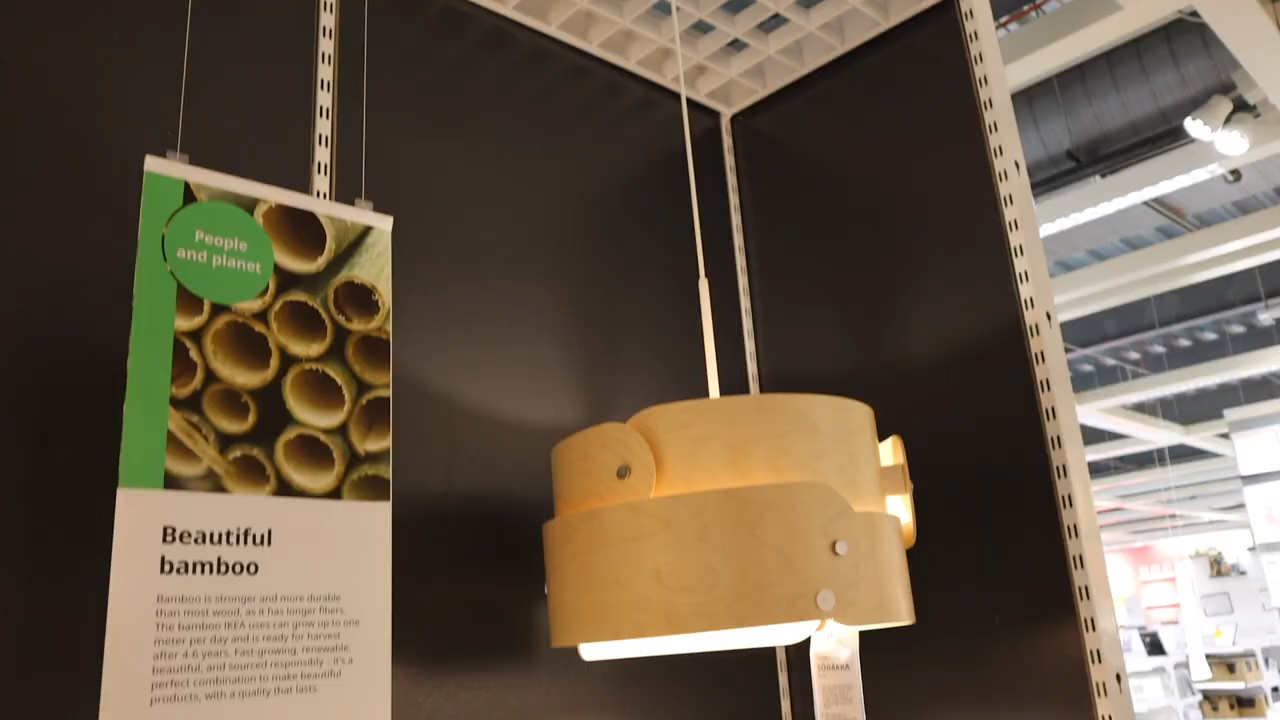 People
and planet
Beautiful
bamboo
Bamboo is stronger and more durable
than most wood, as it has longer fibers.
The bamboo IKEA uses can grow up to one
meter per day and is ready for harvest
after 4-6 years. Fast-growing, renewable,
beautiful, and sourced responsibly – it's a
perfect combination to make beautiful
products, with a quality that lasts.
SÖDÅKRA